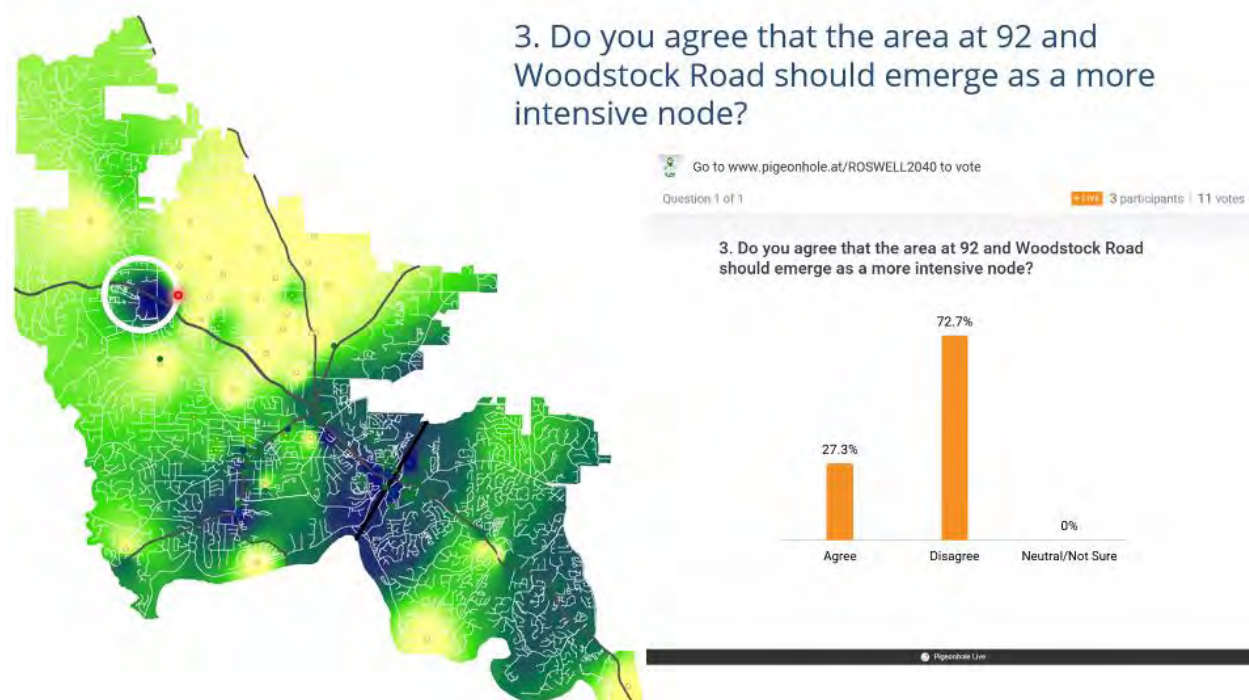 3. Do you agree that the area at 92 and
Woodstock Road should emerge as a more
intensive node?
Go to www.pigeonhole.at/ROSWELL2040 to vote
Question 1 of 1
LIVE 3 participants | 11 votes
3. Do you agree that the area at 92 and Woodstock Road
should emerge as a more intensive node?
72.7%
27.3%
0%
Agree Disagree Neutral/Not Sure
Pigeonhole Live